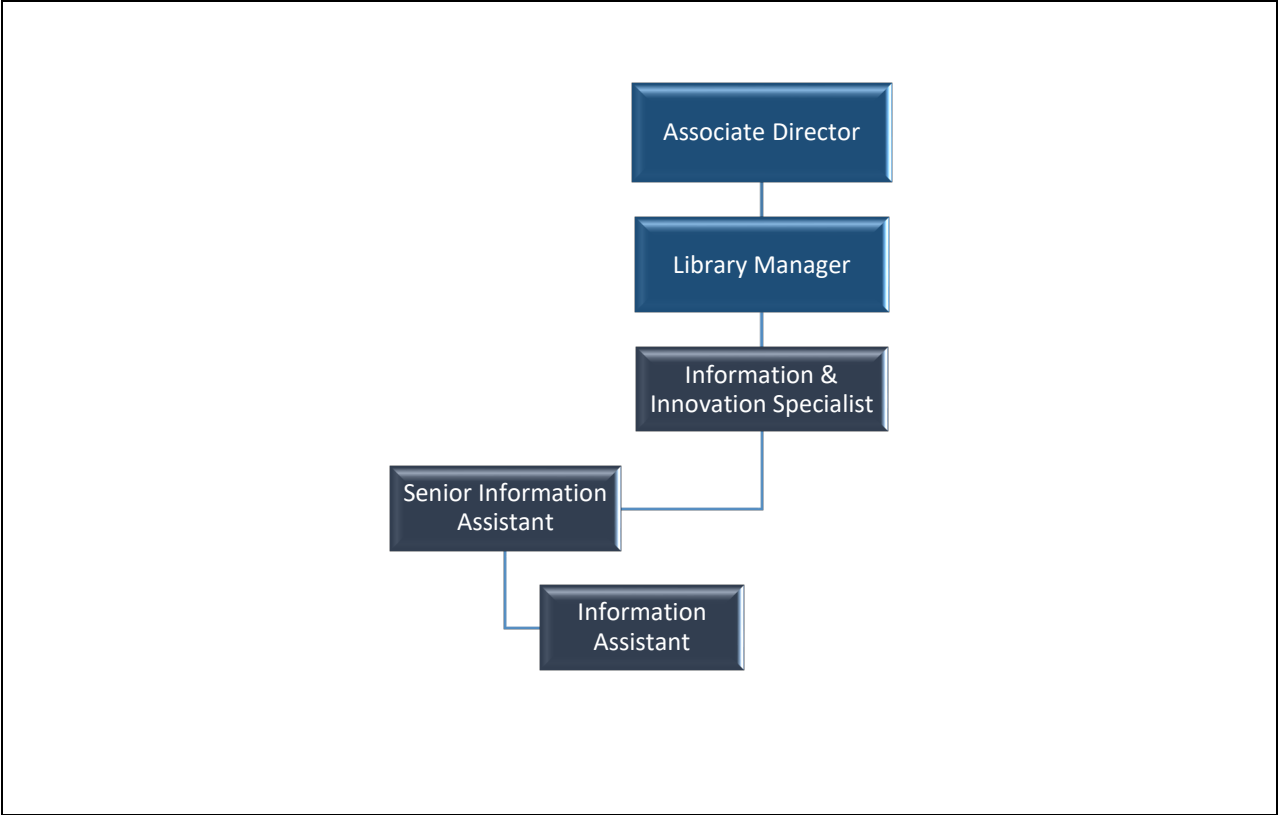 Associate Director
Library Manager
Information &
Innovation Specialist
Senior Information
Assistant
Information
Assistant